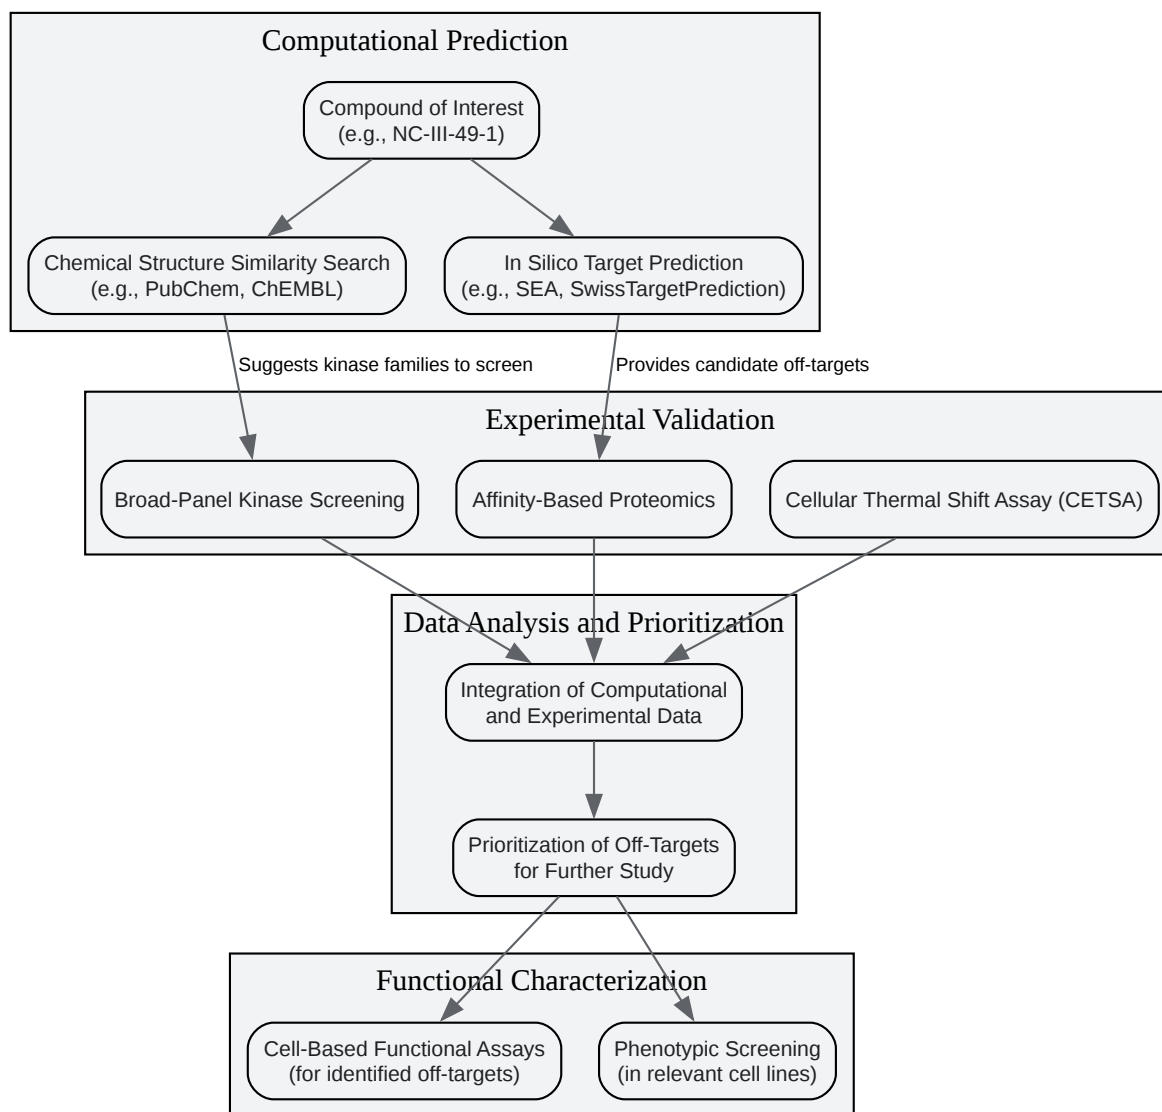 Computational Prediction
Compound of Interest
(e.g., NC-III-49-1)
Chemical Structure Similarity Search
(e.g., PubChem, ChEMBL)
In Silico Target Prediction
(e.g., SEA, SwissTargetPrediction)
Suggests kinase families to screen
Provides candidate off-targets
Experimental Validation
Broad-Panel Kinase Screening
Affinity-Based Proteomics
Cellular Thermal Shift Assay (CETSA)
Data Analysis and Prioritization
Integration of Computational
and Experimental Data
Prioritization of Off-Targets
for Further Study
Functional Characterization
Cell-Based Functional Assays
(for identified off-targets)
Phenotypic Screening
(in relevant cell lines)